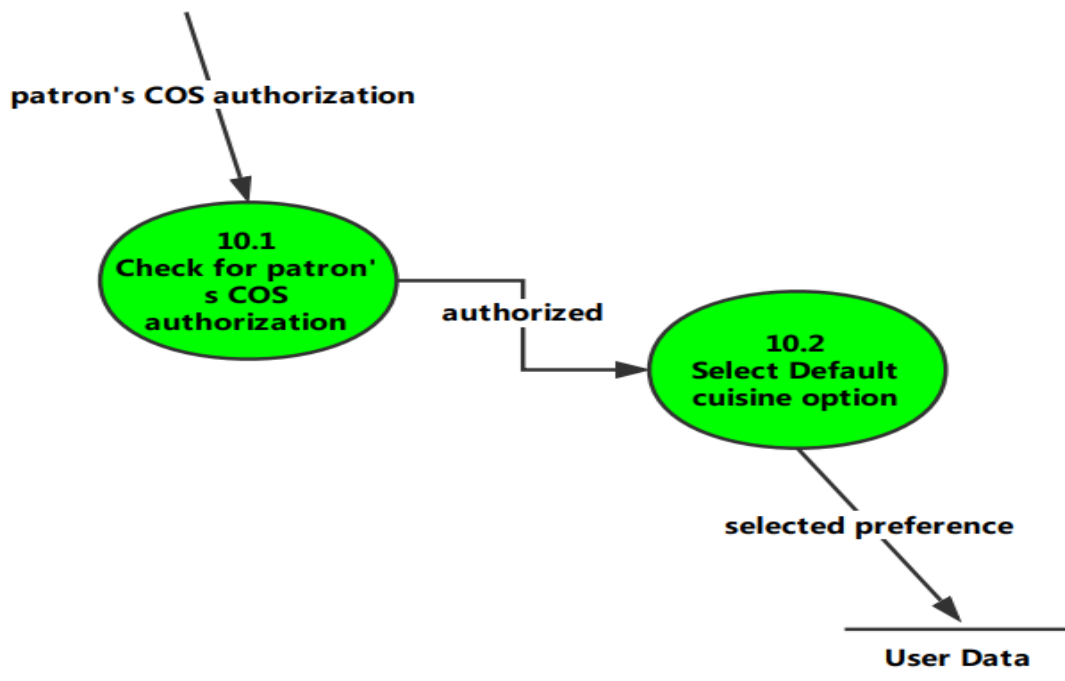 patron's COS authorization
10.1
Check for patron'
s COS
authorization
authorized
10.2
Select Default
cuisine option
selected preference
User Data